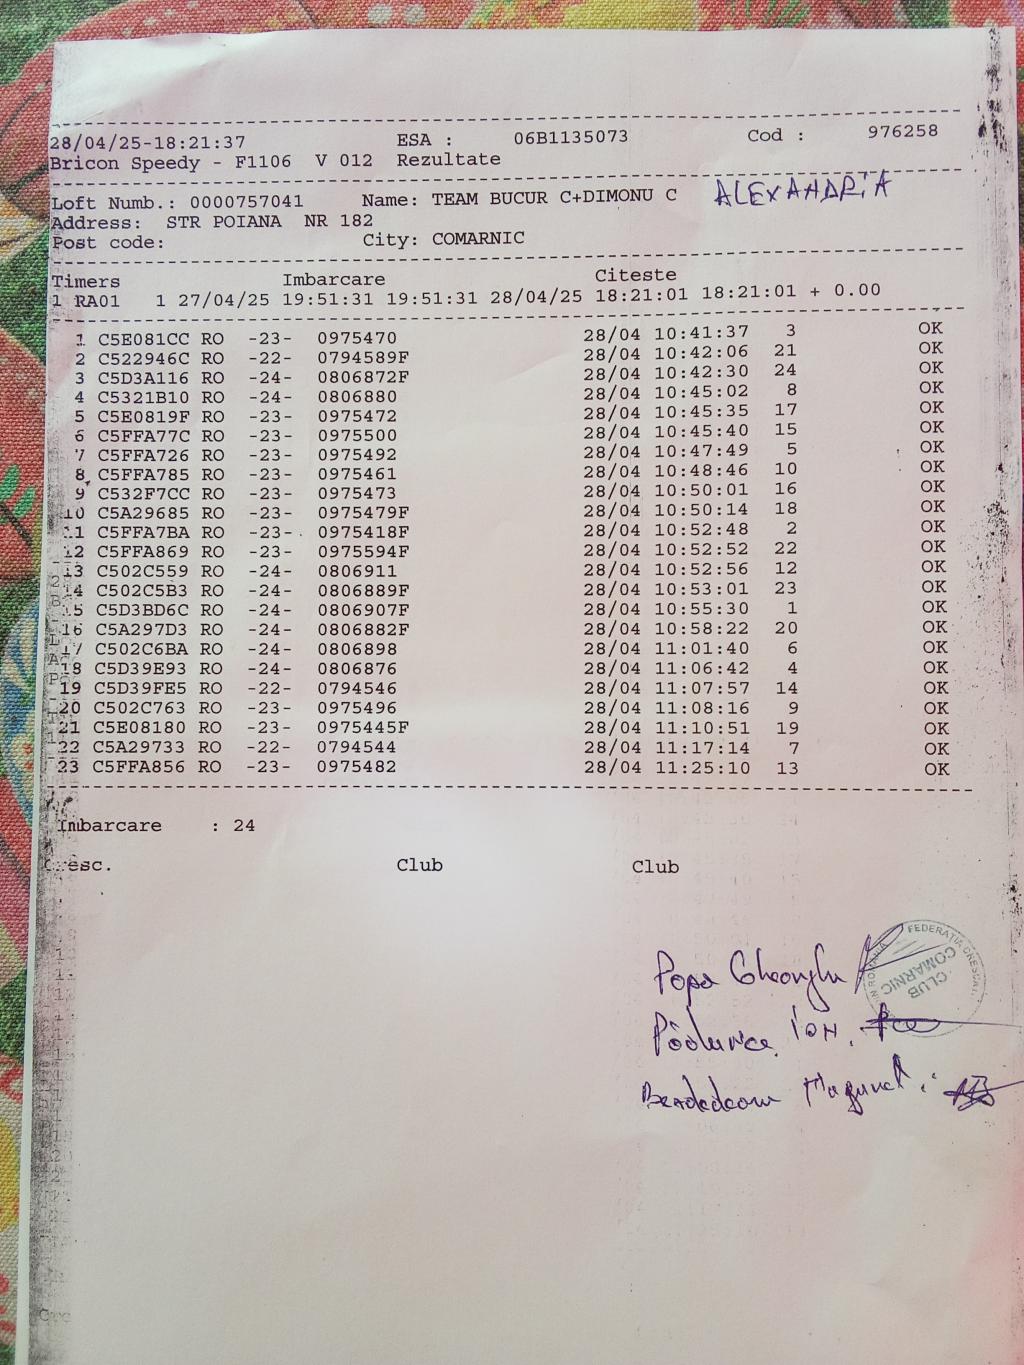 28/04/25-18:21:37 ESA : 06B1135073 Cod : 976258
Bricon Speedy - F1106 V 012 Rezultate
Loft Numb.: 0000757041 Name: TEAM BUCUR C+DIMONU C ALEXAHDRIA
Address: STR POIANA NR 182
Post code: City: COMARNIC
Timers Imbarcare Citeste
1 RA01 1 27/04/25 19:51:31 19:51:31 28/04/25 18:21:01 18:21:01 + 0.00
1 C5E081CC RO -23- 0975470 28/04 10:41:37 3 OK
2 C522946C RO -22- 0794589F 28/04 10:42:06 21 OK
3 C5D3A116 RO -24- 0806872F 28/04 10:42:30 24 OK
4 C5321B10 RO -24- 0806880 28/04 10:45:02 8 OK
5 C5E0819F RO -23- 0975472 28/04 10:45:35 17 OK
6 C5FFA77C RO -23- 0975500 28/04 10:45:40 15 OK
7 C5FFA726 RO -23- 0975492 28/04 10:47:49 5 OK
8 C5FFA785 RO -23- 0975461 28/04 10:48:46 10 OK
9 C532F7CC RO -23- 0975473 28/04 10:50:01 16 OK
10 C5A29685 RO -23- 0975479F 28/04 10:50:14 18 OK
11 C5FFA7BA RO -23- 0975418F 28/04 10:52:48 2 OK
12 C5FFA869 RO -23- 0975594F 28/04 10:52:52 22 OK
13 C502C559 RO -24- 0806911 28/04 10:52:56 12 OK
14 C502C5B3 RO -24- 0806889F 28/04 10:53:01 23 OK
15 C5D3BD6C RO -24- 0806907F 28/04 10:55:30 1 OK
16 C5A297D3 RO -24- 0806882F 28/04 10:58:22 20 OK
17 C502C6BA RO -24- 0806898 28/04 11:01:40 6 OK
18 C5D39E93 RO -24- 0806876 28/04 11:06:42 4 OK
19 C5D39FE5 RO -22- 0794546 28/04 11:07:57 14 OK
20 C502C763 RO -23- 0975496 28/04 11:08:16 9 OK
21 C5E08180 RO -23- 0975445F 28/04 11:10:51 19 OK
22 C5A29733 RO -22- 0794544 28/04 11:17:14 7 OK
23 C5FFA856 RO -23- 0975482 28/04 11:25:10 13 OK
Imbarcare : 24
Cresc. Club Club
Popa Gheorghe
FEDERAȚIA CRESCAT. ROMANIA
CLUB COMARNIC
Ion